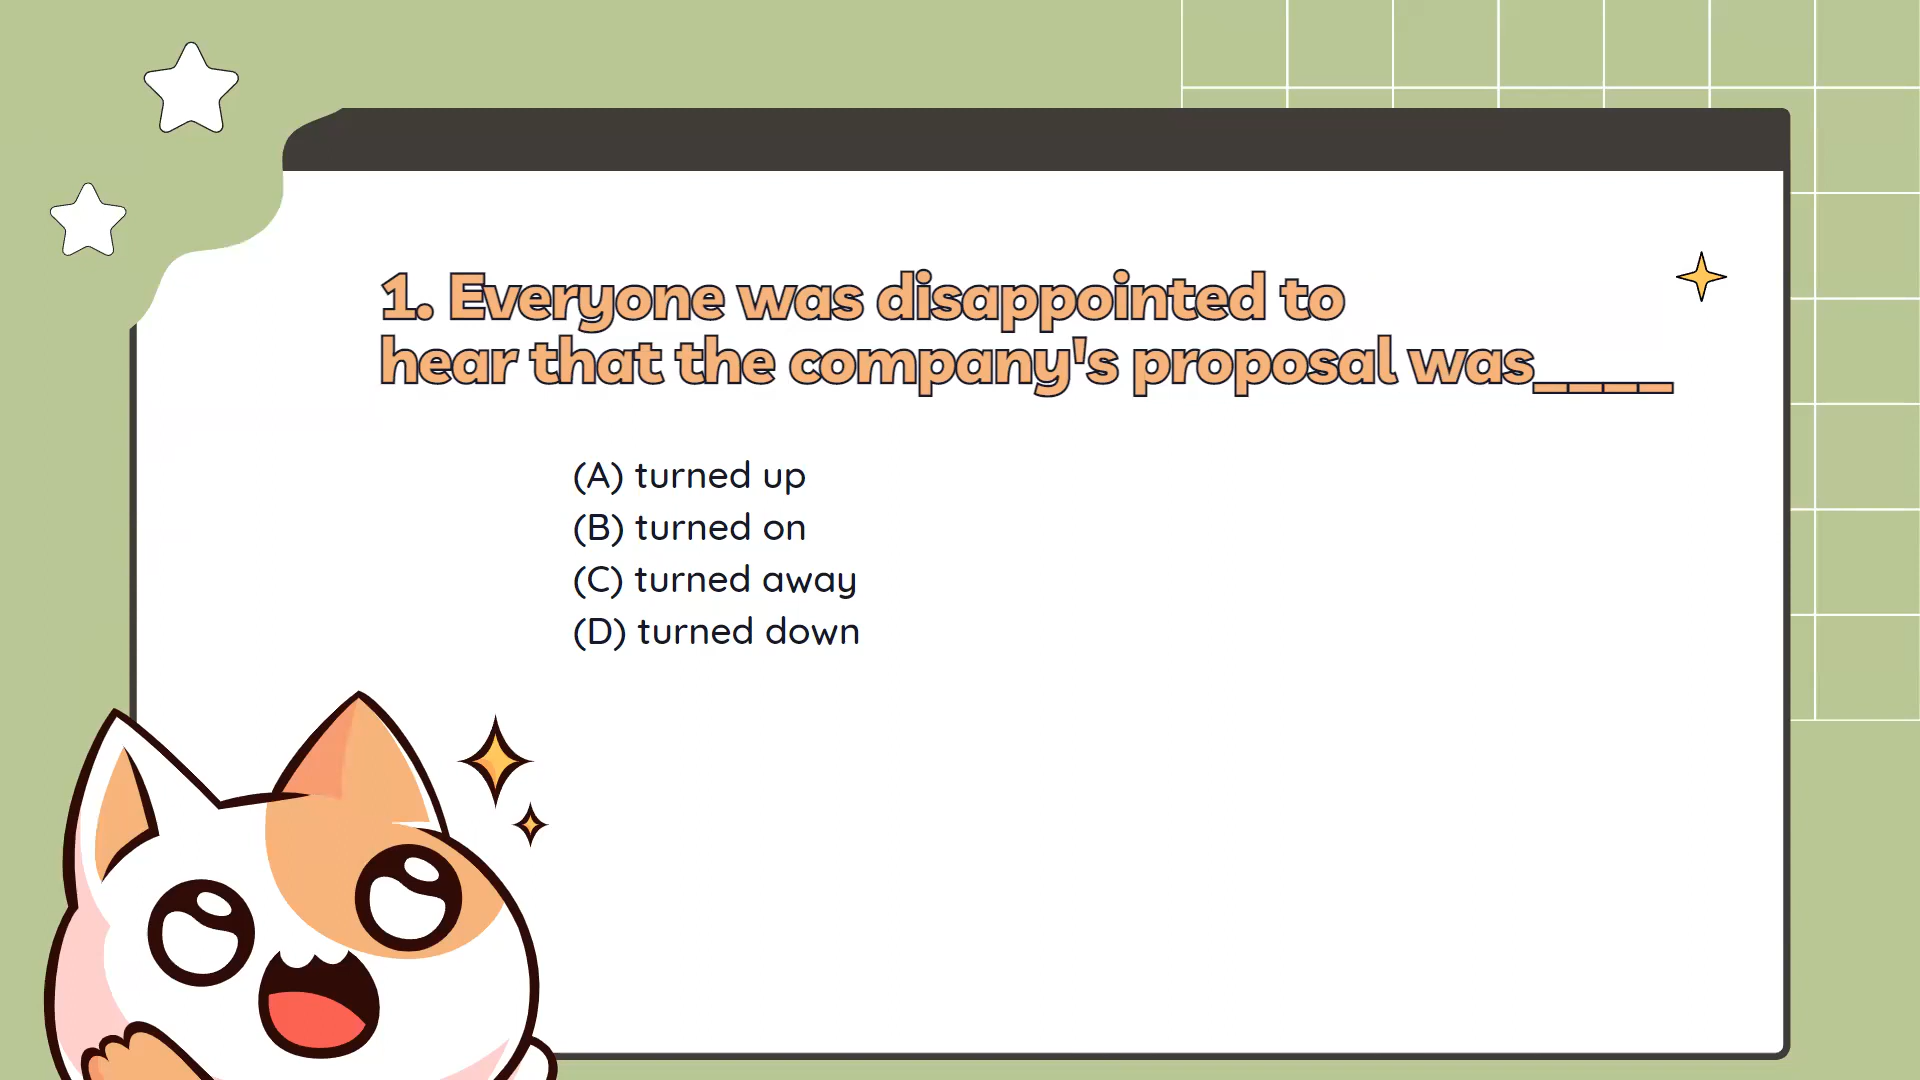 1. Everyone was disappointed to
hear that the company's proposal was____
(A) turned up
(B) turned on
(C) turned away
(D) turned down